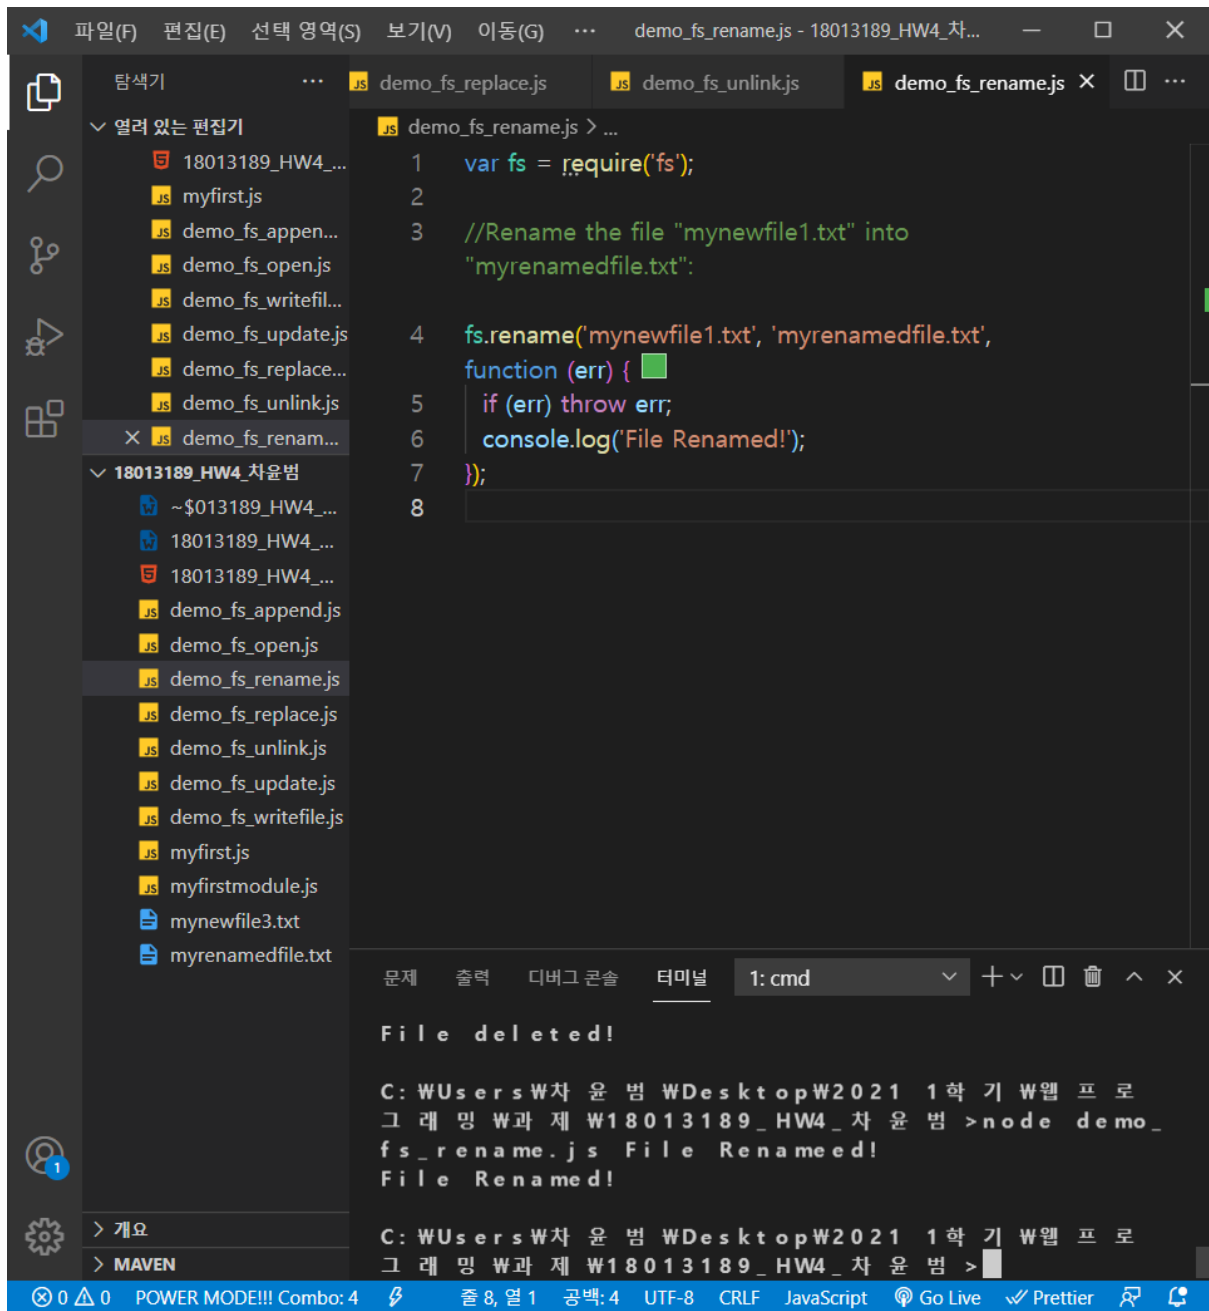 파일(F) 편집(E) 선택 영역(S) 보기(V) 이동(G) ··· demo_fs_rename.js - 18013189_HW4_차...
탐색기 ···
demo_fs_replace.js demo_fs_unlink.js demo_fs_rename.js
열려 있는 편집기
18013189_HW4_...
myfirst.js
demo_fs_appen...
demo_fs_open.js
demo_fs_writefil...
demo_fs_update.js
demo_fs_replace...
demo_fs_unlink.js
demo_fs_renam...
18013189_HW4_차윤범
~$013189_HW4_...
18013189_HW4_...
18013189_HW4_...
demo_fs_append.js
demo_fs_open.js
demo_fs_rename.js
demo_fs_replace.js
demo_fs_unlink.js
demo_fs_update.js
demo_fs_writefile.js
myfirst.js
myfirstmodule.js
mynewfile3.txt
myrenamedfile.txt
개요
MAVEN
demo_fs_rename.js > ...
1 var fs = require('fs');
2
3 //Rename the file "mynewfile1.txt" into
"myrenamedfile.txt":
4 fs.rename('mynewfile1.txt', 'myrenamedfile.txt',
function (err) {
5 if (err) throw err;
6 console.log('File Renamed!');
7 });
8
문제 출력 디버그 콘솔 터미널 1: cmd
File deleted!
C:₩Users₩차윤범₩Desktop₩2021 1학기₩웹프로
그래밍₩과제₩18013189_HW4_차윤범>node demo_
fs_rename.js File Renameed!
File Renamed!
C:₩Users₩차윤범₩Desktop₩2021 1학기₩웹프로
그래밍₩과제₩18013189_HW4_차윤범>
1
0 0 POWER MODE!!! Combo: 4 줄 8, 열 1 공백: 4 UTF-8 CRLF JavaScript Go Live Prettier